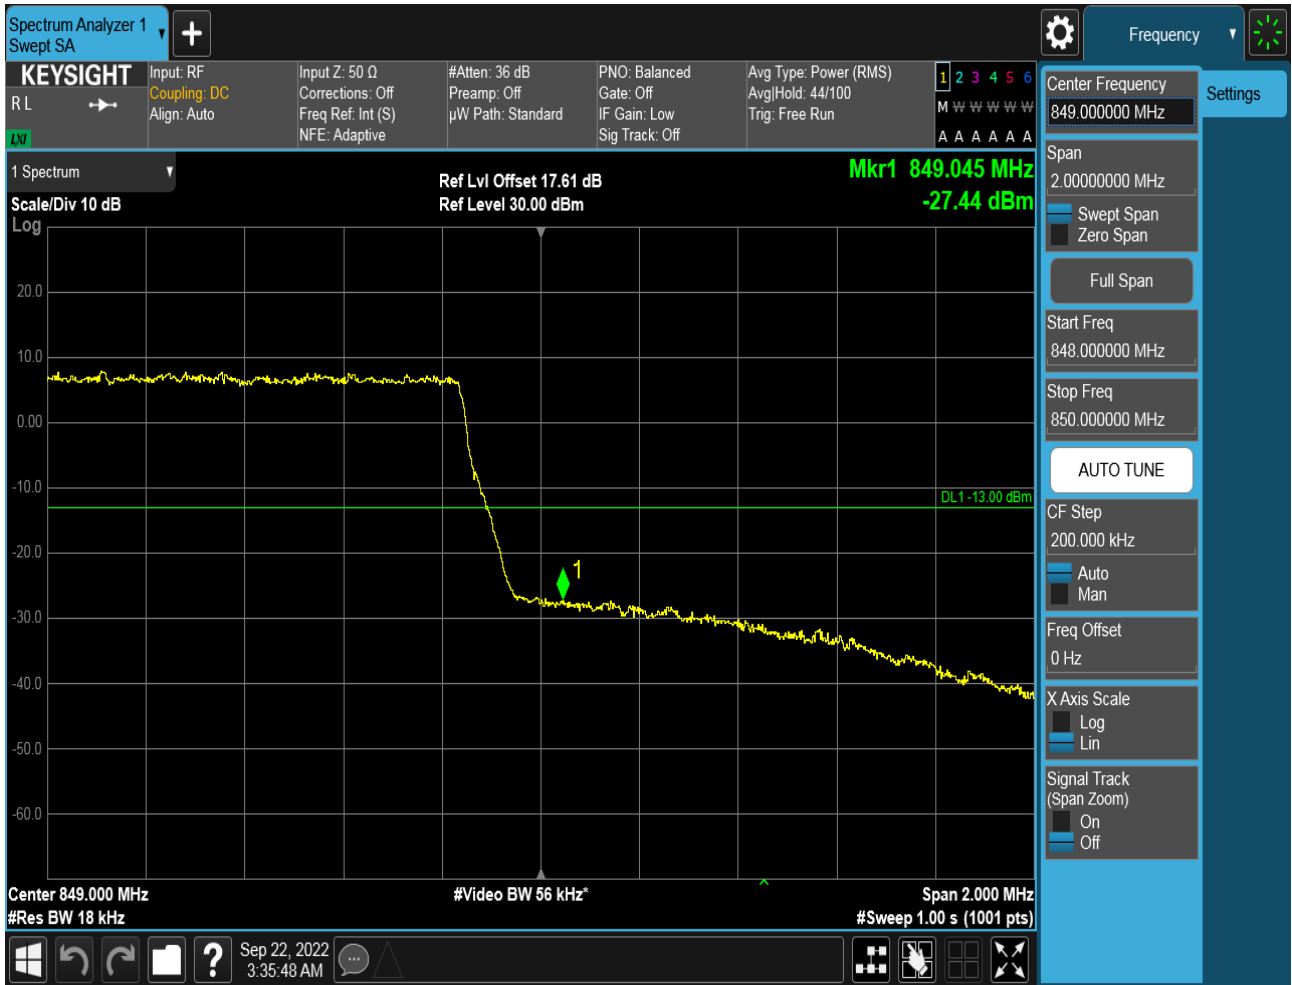 Spectrum Analyzer 1
Swept SA
Frequency
KEYSIGHT
R L
LXI
Input: RF
Coupling: DC
Align: Auto
Input Z: 50 Ω
Corrections: Off
Freq Ref: Int (S)
NFE: Adaptive
#Atten: 36 dB
Preamp: Off
µW Path: Standard
PNO: Balanced
Gate: Off
IF Gain: Low
Sig Track: Off
Avg Type: Power (RMS)
Avg|Hold: 44/100
Trig: Free Run
1 2 3 4 5 6
M W W W W W
A A A A A A
1 Spectrum
Scale/Div 10 dB
Log
Ref Lvl Offset 17.61 dB
Ref Level 30.00 dBm
Mkr1 849.045 MHz
-27.44 dBm
20.0
10.0
0.00
-10.0
-20.0
-30.0
-40.0
-50.0
-60.0
DL1 -13.00 dBm
1
Center 849.000 MHz
#Res BW 18 kHz
#Video BW 56 kHz*
Span 2.000 MHz
#Sweep 1.00 s (1001 pts)
Center Frequency
849.000000 MHz
Settings
Span
2.00000000 MHz
Swept Span
Zero Span
Full Span
Start Freq
848.000000 MHz
Stop Freq
850.000000 MHz
AUTO TUNE
CF Step
200.000 kHz
Auto
Man
Freq Offset
0 Hz
X Axis Scale
Log
Lin
Signal Track
(Span Zoom)
On
Off
?
Sep 22, 2022
3:35:48 AM